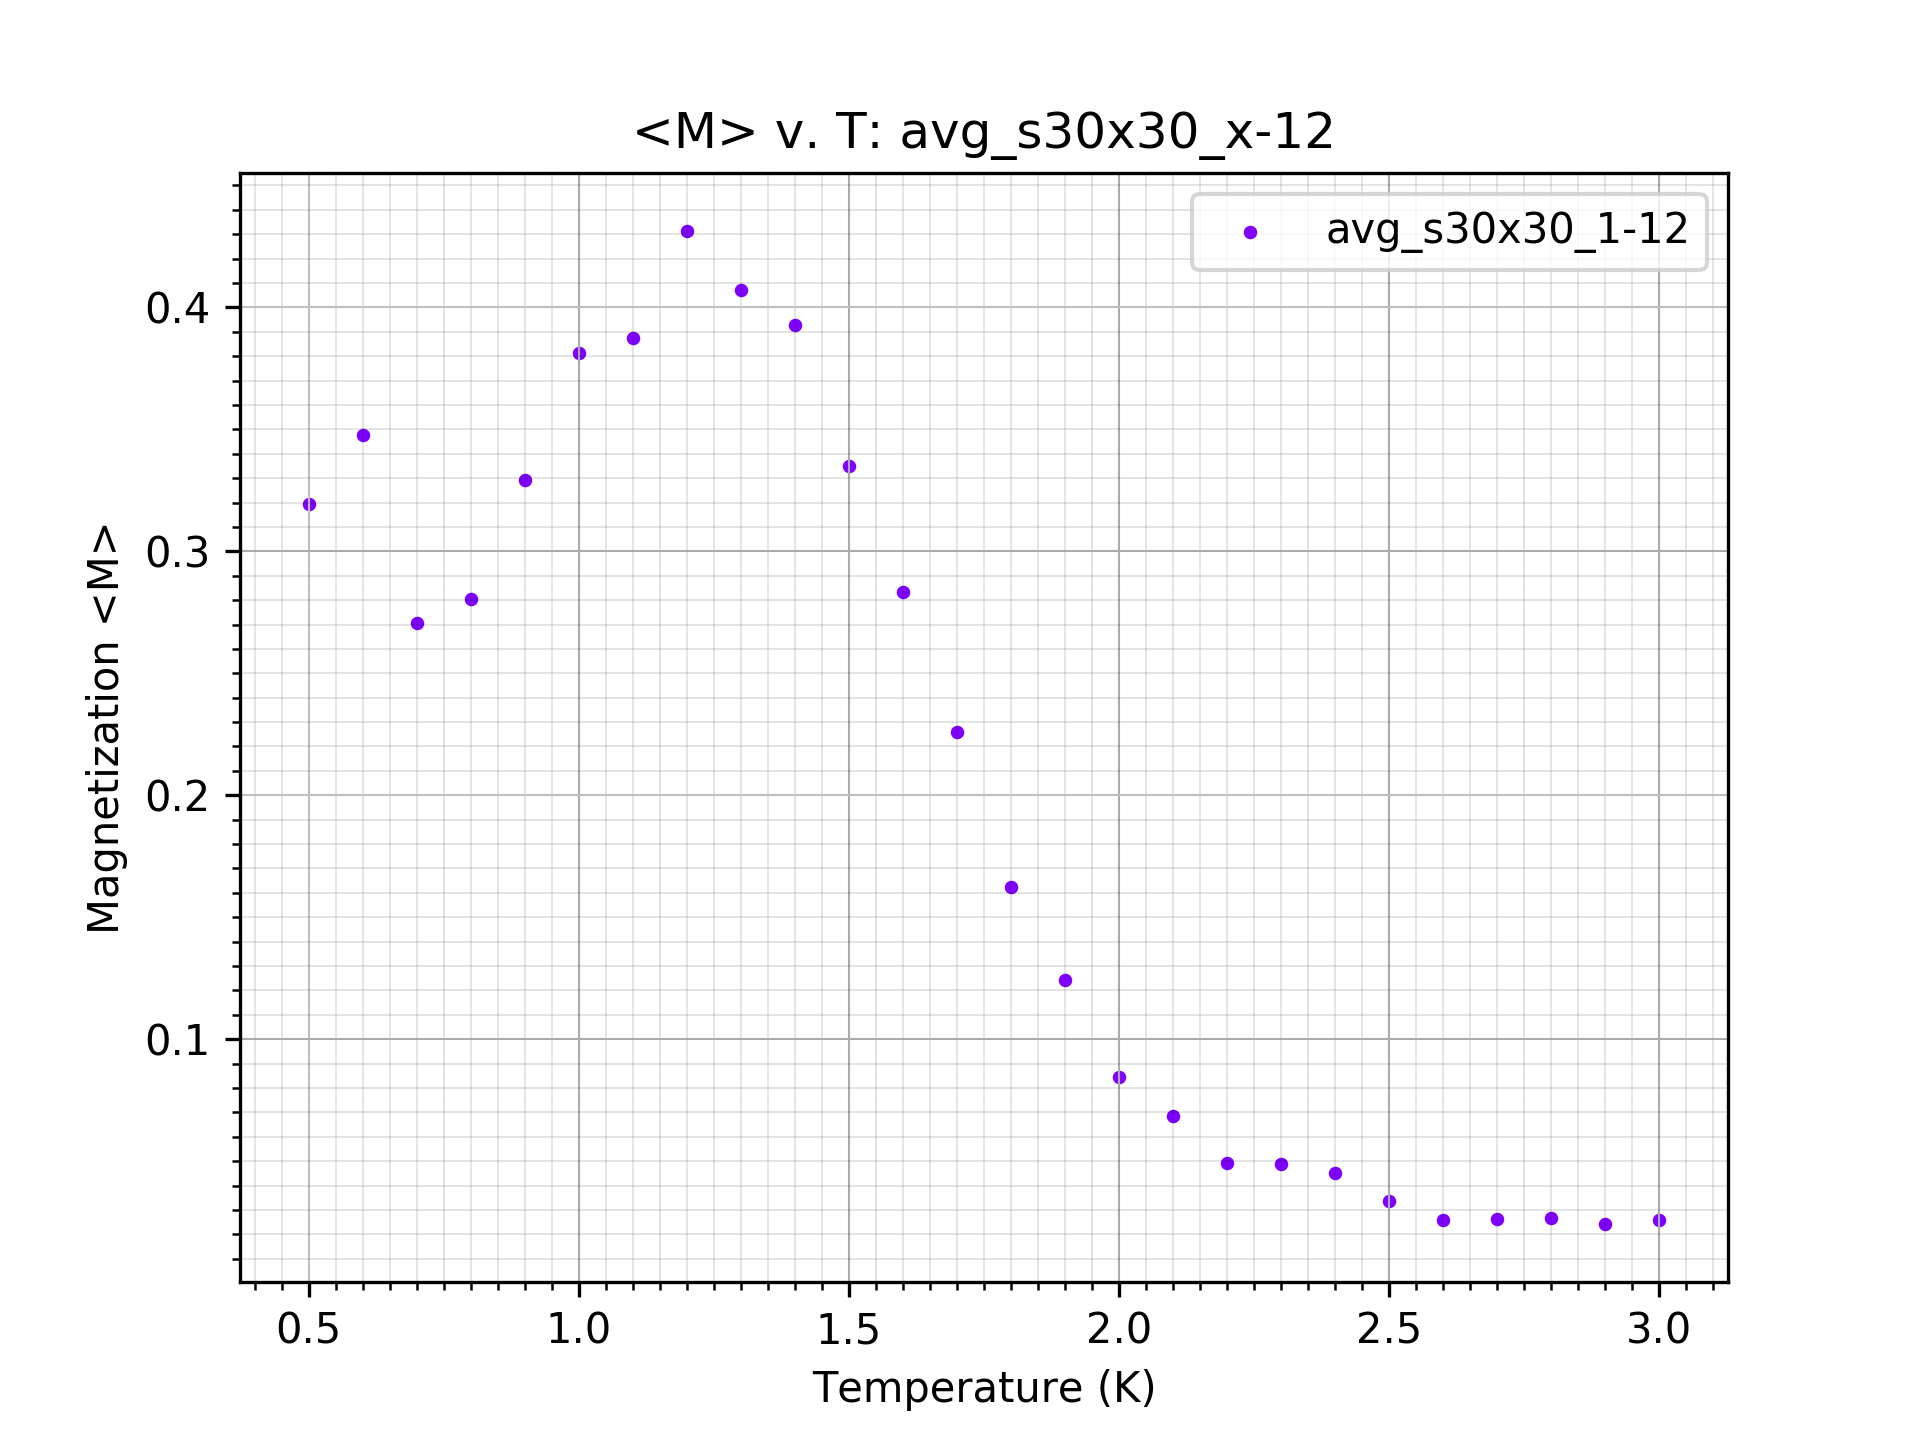 <M> v. T: avg_s30x30_x-12
avg_s30x30_1-12
Magnetization <M>
0.4
0.3
0.2
0.1
0.5 1.0 1.5 2.0 2.5 3.0
Temperature (K)